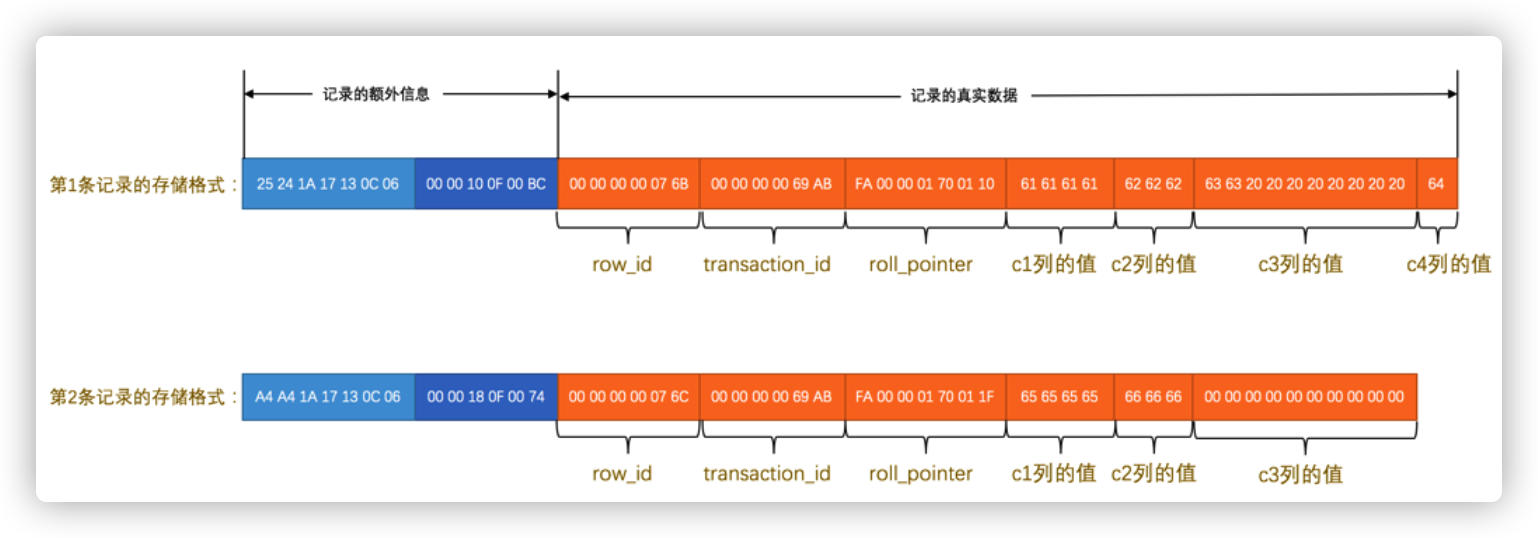 记录的额外信息 记录的真实数据
第1条记录的存储格式: 25 24 1A 17 13 0C 06 00 00 10 0F 00 BC 00 00 00 00 07 6B 00 00 00 00 69 AB FA 00 00 01 70 01 10 61 61 61 61 62 62 62 63 63 20 20 20 20 20 20 20 20 64
row_id transaction_id roll_pointer c1列的值 c2列的值 c3列的值 c4列的值
第2条记录的存储格式: A4 A4 1A 17 13 0C 06 00 00 18 0F 00 74 00 00 00 00 07 6C 00 00 00 00 69 AB FA 00 00 01 70 01 1F 65 65 65 65 66 66 66 00 00 00 00 00 00 00 00 00 00
row_id transaction_id roll_pointer c1列的值 c2列的值 c3列的值